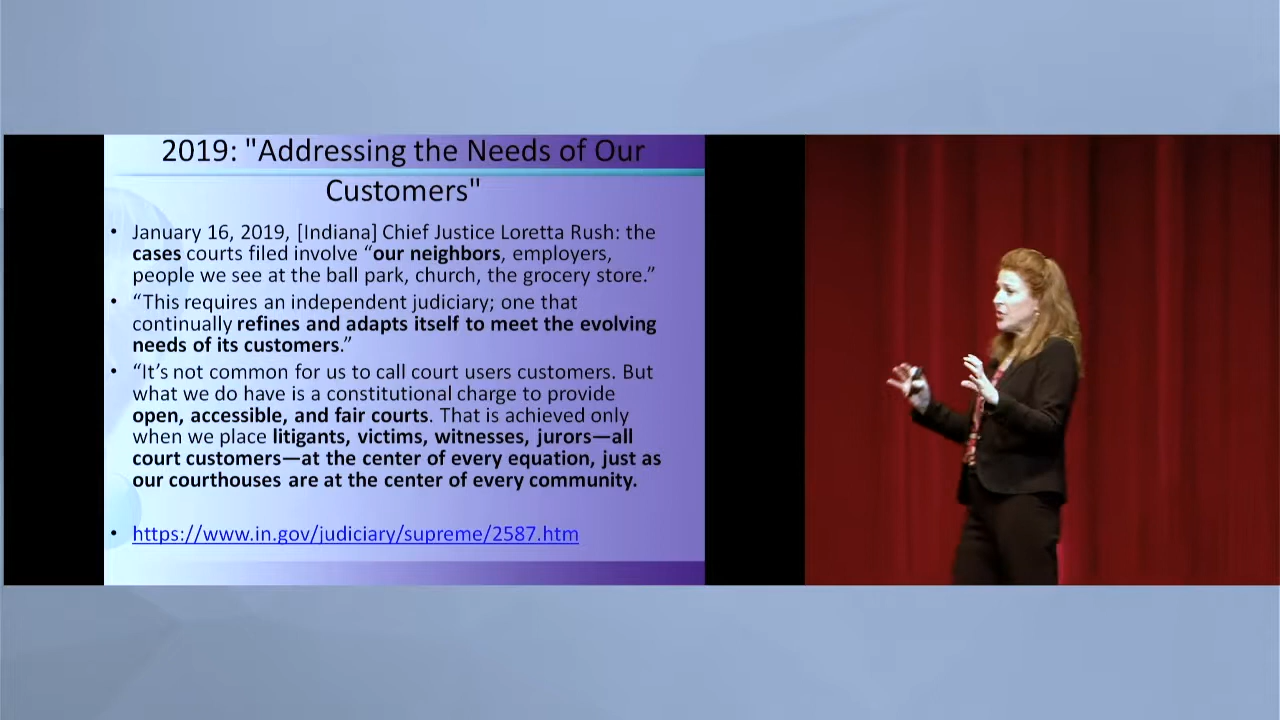 2019: "Addressing the Needs of Our
Customers"
• January 16, 2019, [Indiana] Chief Justice Loretta Rush: the
cases courts filed involve “our neighbors, employers,
people we see at the ball park, church, the grocery store.”
• “This requires an independent judiciary; one that
continually refines and adapts itself to meet the evolving
needs of its customers.”
• “It’s not common for us to call court users customers. But
what we do have is a constitutional charge to provide
open, accessible, and fair courts. That is achieved only
when we place litigants, victims, witnesses, jurors—all
court customers—at the center of every equation, just as
our courthouses are at the center of every community.
• https://www.in.gov/judiciary/supreme/2587.htm